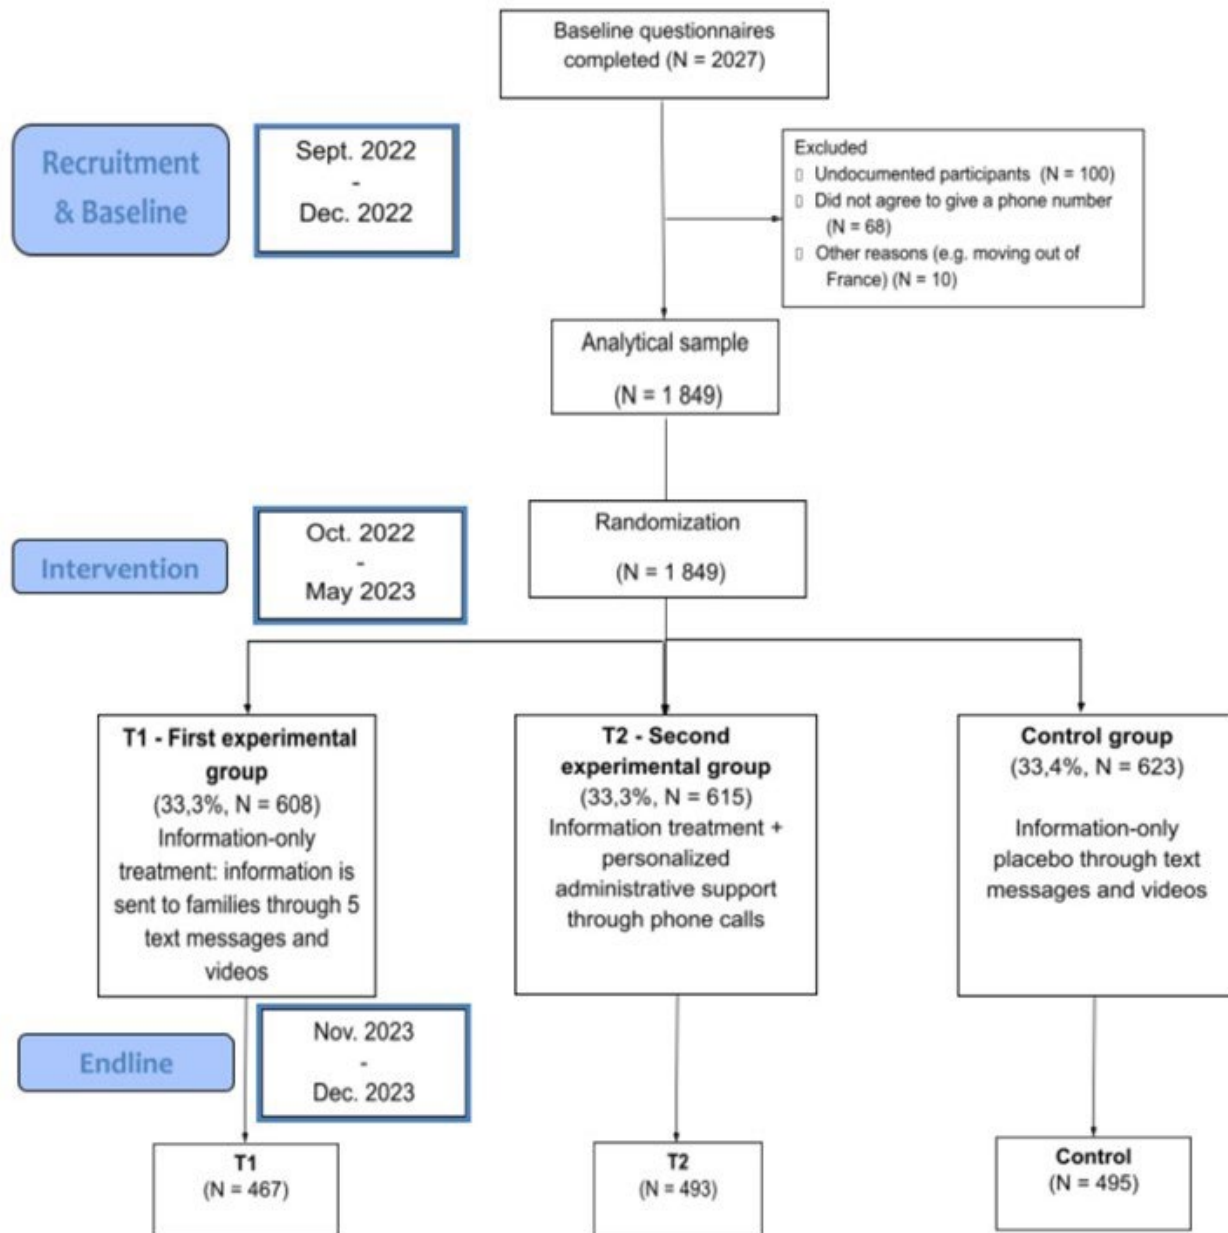 Baseline questionnaires
completed (N = 2027)
Recruitment
& Baseline
Sept. 2022
-
Dec. 2022
Excluded
▯ Undocumented participants (N = 100)
▯ Did not agree to give a phone number
(N = 68)
▯ Other reasons (e.g. moving out of
France) (N = 10)
Analytical sample
(N = 1 849)
Intervention
Oct. 2022
-
May 2023
Randomization
(N = 1 849)
T1 - First experimental
group
(33,3%, N = 608)
Information-only
treatment: information is
sent to families through 5
text messages and
videos
T2 - Second
experimental group
(33,3%, N = 615)
Information treatment +
personalized
administrative support
through phone calls
Control group
(33,4%, N = 623)
Information-only
placebo through text
messages and videos
Endline
Nov. 2023
-
Dec. 2023
T1
(N = 467)
T2
(N = 493)
Control
(N = 495)